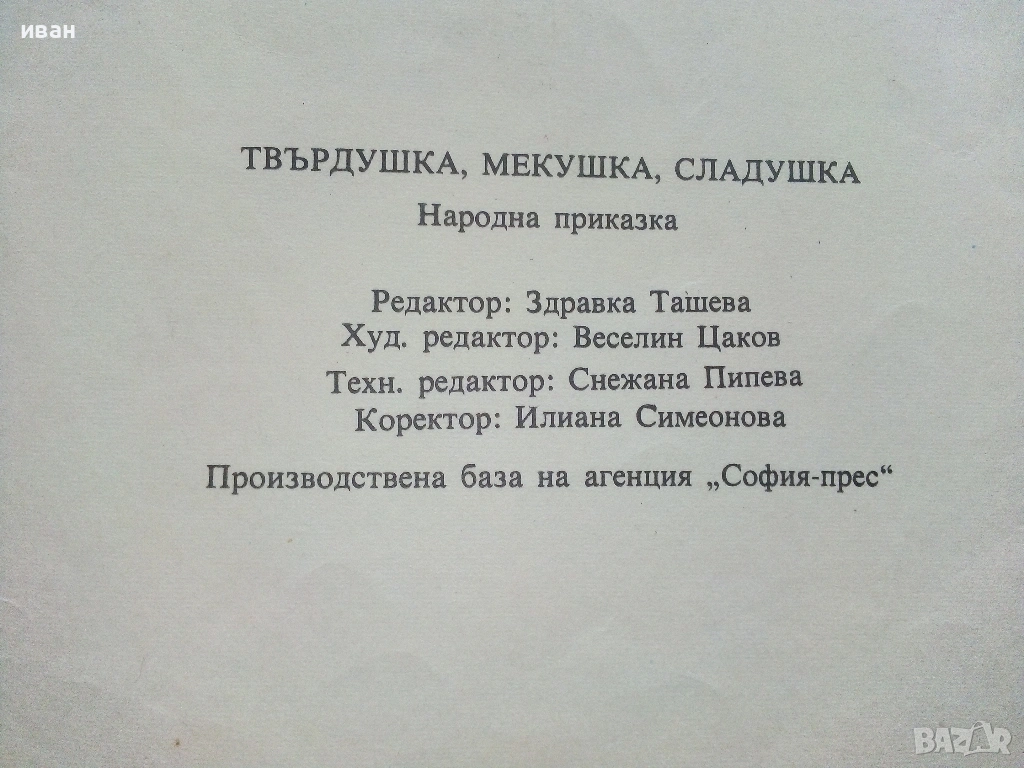 иван
ТВЪРДУШКА, МЕКУШКА, СЛАДУШКА
Народна приказка
Редактор: Здравка Ташева
Худ. редактор: Веселин Цаков
Техн. редактор: Снежана Пипева
Коректор: Илиана Симеонова
Производствена база на агенция „София-прес“
BAZAR